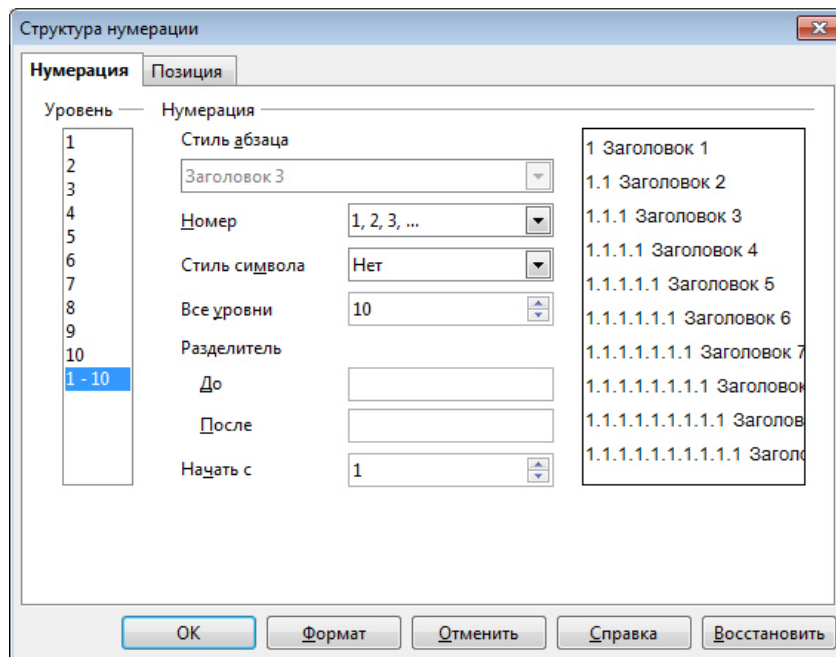 Структура нумерации
Нумерация Позиция
Уровень
1
2
3
4
5
6
7
8
9
10
1 - 10
Нумерация
Стиль абзаца
Заголовок 3
Номер 1, 2, 3, ...
Стиль символа Нет
Все уровни 10
Разделитель
До
После
Начать с 1
1 Заголовок 1
1.1 Заголовок 2
1.1.1 Заголовок 3
1.1.1.1 Заголовок 4
1.1.1.1.1 Заголовок 5
1.1.1.1.1.1 Заголовок 6
1.1.1.1.1.1.1 Заголовок 7
1.1.1.1.1.1.1.1 Заголовок
1.1.1.1.1.1.1.1.1 Заголов
1.1.1.1.1.1.1.1.1.1 Заголо
ОК Формат Отменить Справка Восстановить